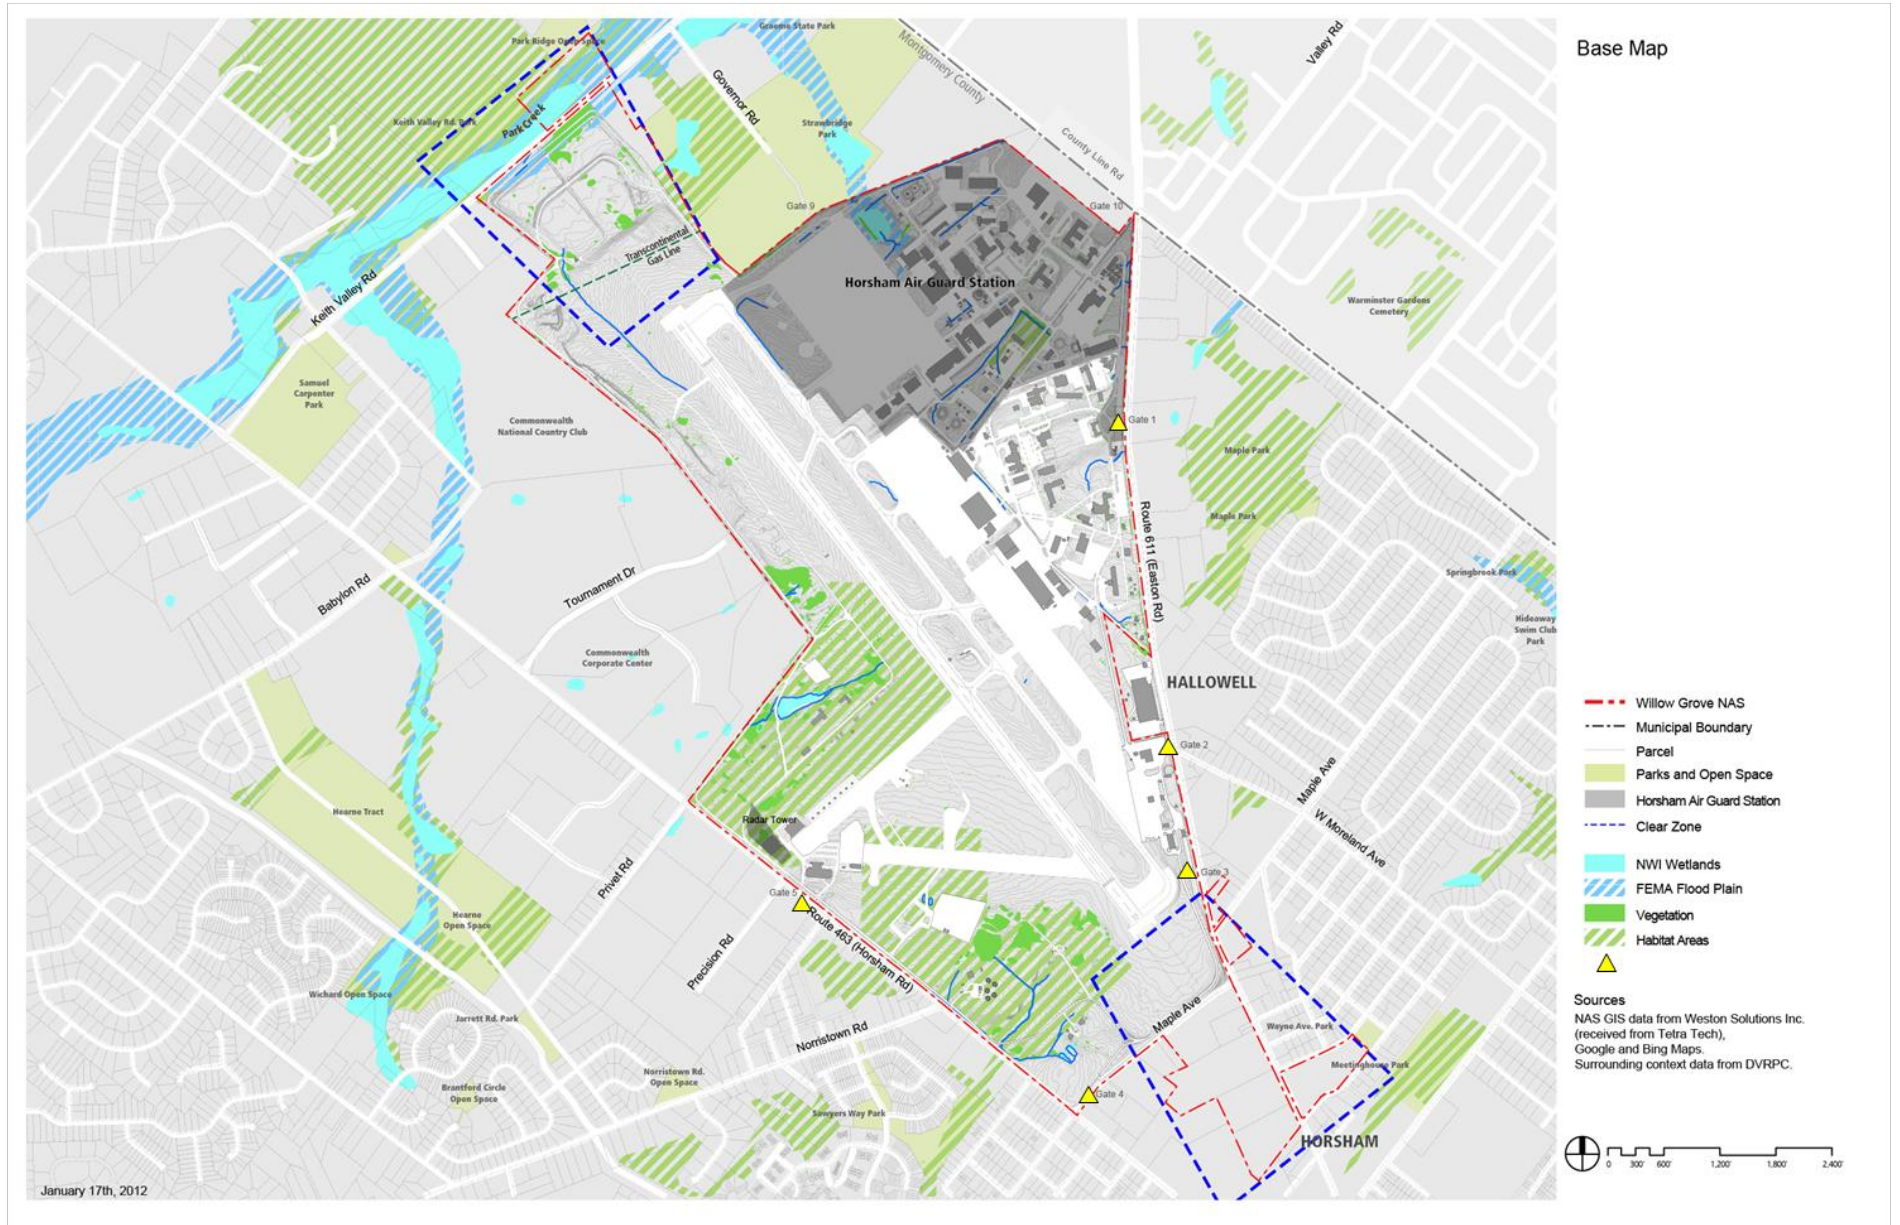 Base Map
Graeme State Park
Park Ridge Open Space
Montgomery County
Valley Rd
Governor Rd
Keith Valley Rd. Park
Park Creek
Strawbridge
Park
County Line Rd
Gate 9
Gate 10
Transcontinental
Gas Line
Keith Valley Rd
Horsham Air Guard Station
Warminster Gardens
Cemetery
Samuel
Carpenter
Park
Commonwealth
National Country Club
Gate 1
Maple Park
Maple Park
Route 611 (Easton Rd)
Springbrook Park
Babylon Rd
Tournament Dr
Hideaway
Swim Club
Park
Commonwealth
Corporate Center
HALLOWELL
Gate 2
Maple Ave
W Moreland Ave
Hearne Tract
Radar Tower
Privet Rd
Gate 3
Gate 5
Route 463 (Horsham Rd)
Hearne
Open Space
Precision Rd
Wichard Open Space
Jarrett Rd. Park
Maple Ave
Wayne Ave. Park
Norristown Rd
Meetinghouse Park
Norristown Rd.
Open Space
Brantford Circle
Open Space
Gate 4
Sawyers Way Park
HORSHAM
January 17th, 2012
Willow Grove NAS
Municipal Boundary
Parcel
Parks and Open Space
Horsham Air Guard Station
Clear Zone
NWI Wetlands
FEMA Flood Plain
Vegetation
Habitat Areas
Sources
NAS GIS data from Weston Solutions Inc.
(received from Tetra Tech),
Google and Bing Maps.
Surrounding context data from DVRPC.
0 300' 600' 1,200' 1,800' 2,400'